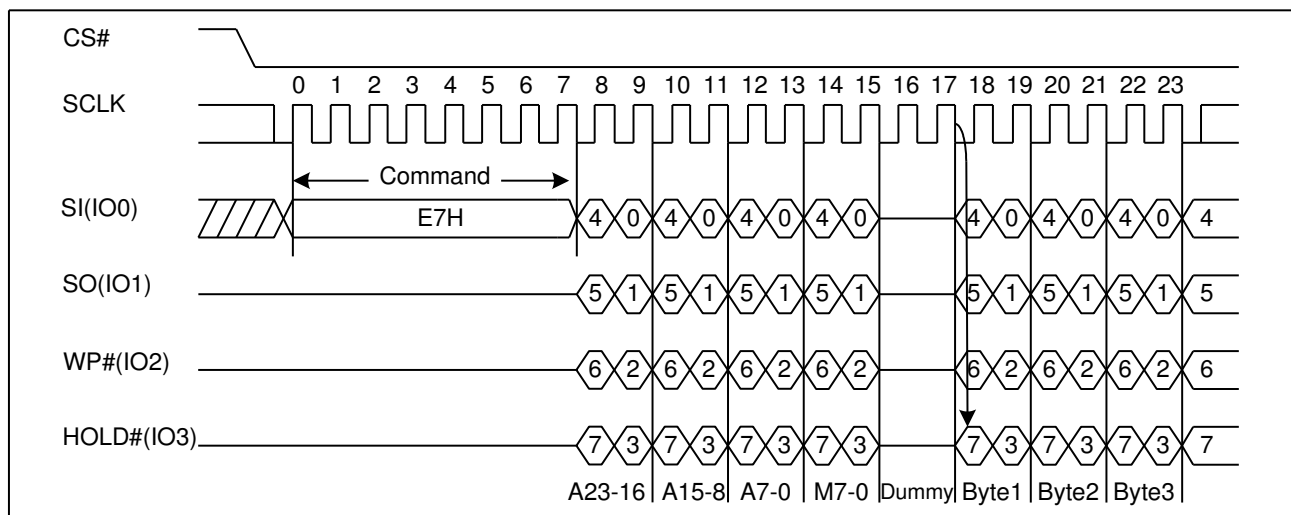 CS#
0 1 2 3 4 5 6 7 8 9 10 11 12 13 14 15 16 17 18 19 20 21 22 23
SCLK
Command
SI(IO0) E7H 4 0 4 0 4 0 4 0 4 0 4 0 4 0 4
SO(IO1) 5 1 5 1 5 1 5 1 5 1 5 1 5 1 5
WP#(IO2) 6 2 6 2 6 2 6 2 6 2 6 2 6 2 6
HOLD#(IO3) 7 3 7 3 7 3 7 3 7 3 7 3 7 3 7
A23-16 A15-8 A7-0 M7-0 Dummy Byte1 Byte2 Byte3